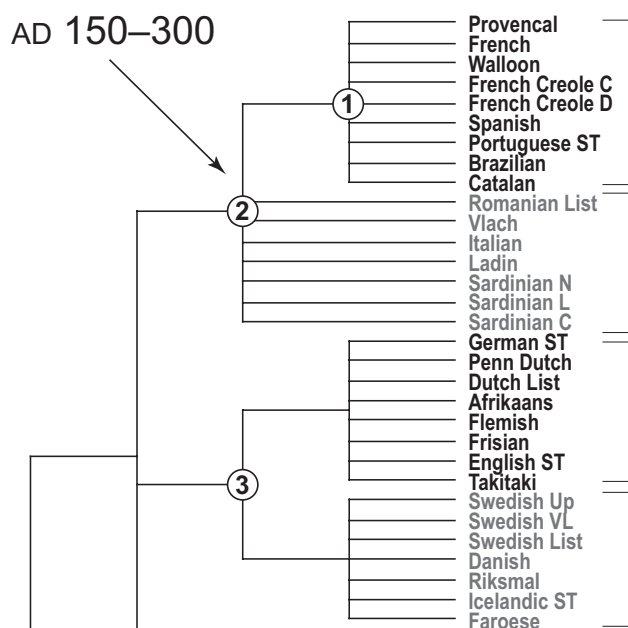 AD 150–300
1
2
3
Provencal
French
Walloon
French Creole C
French Creole D
Spanish
Portuguese ST
Brazilian
Catalan
Romanian List
Vlach
Italian
Ladin
Sardinian N
Sardinian L
Sardinian C
German ST
Penn Dutch
Dutch List
Afrikaans
Flemish
Frisian
English ST
Takitaki
Swedish Up
Swedish VL
Swedish List
Danish
Riksmal
Icelandic ST
Faroese